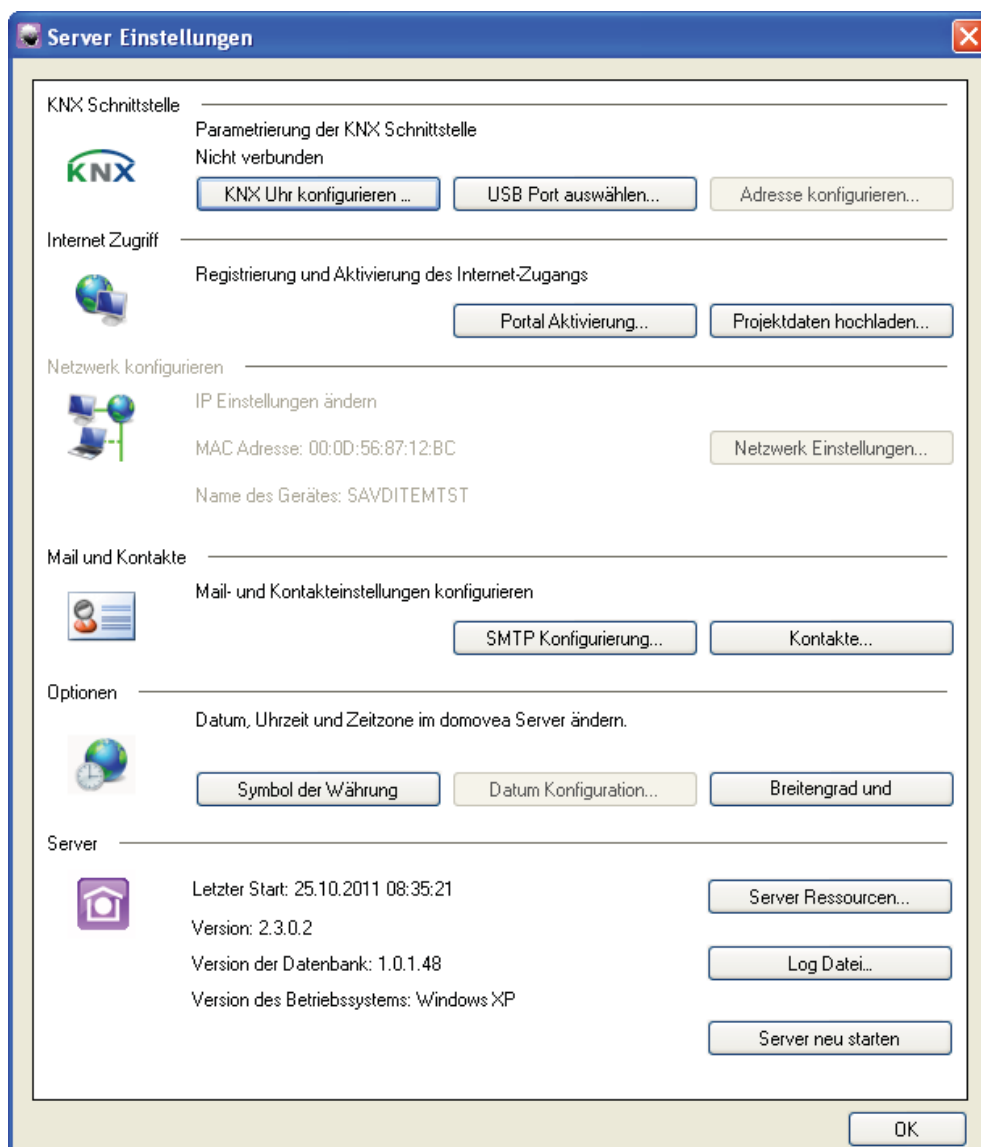 Server Einstellungen
KNX Schnittstelle
Parametrierung der KNX Schnittstelle
KNX
Nicht verbunden
KNX Uhr konfigurieren ...
USB Port auswählen...
Adresse konfigurieren...
Internet Zugriff
Registrierung und Aktivierung des Internet-Zugangs
Portal Aktivierung...
Projektdaten hochladen...
Netzwerk konfigurieren
IP Einstellungen ändern
MAC Adresse: 00:0D:56:87:12:BC
Netzwerk Einstellungen...
Name des Gerätes: SAVDITEMTST
Mail und Kontakte
Mail- und Kontakteinstellungen konfigurieren
SMTP Konfigurierung...
Kontakte...
Optionen
Datum, Uhrzeit und Zeitzone im domovea Server ändern.
Symbol der Währung
Datum Konfiguration...
Breitengrad und
Server
Letzter Start: 25.10.2011 08:35:21
Server Ressourcen...
Version: 2.3.0.2
Version der Datenbank: 1.0.1.48
Log Datei...
Version des Betriebssystems: Windows XP
Server neu starten
OK